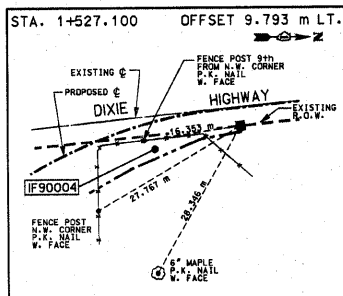 STA. 1+527.100 OFFSET 9.793 m LT.
Z
FENCE POST 9th
FROM N.W. CORNER
P.K. NAIL
W. FACE
EXISTING ℄
PROPOSED ℄
DIXIE HIGHWAY
EXISTING
R.O.W.
16.353 m
IF90004
27.767 m
20.346 m
FENCE POST
N.W. CORNER
P.K. NAIL
W. FACE
6" MAPLE
P.K. NAIL
W. FACE